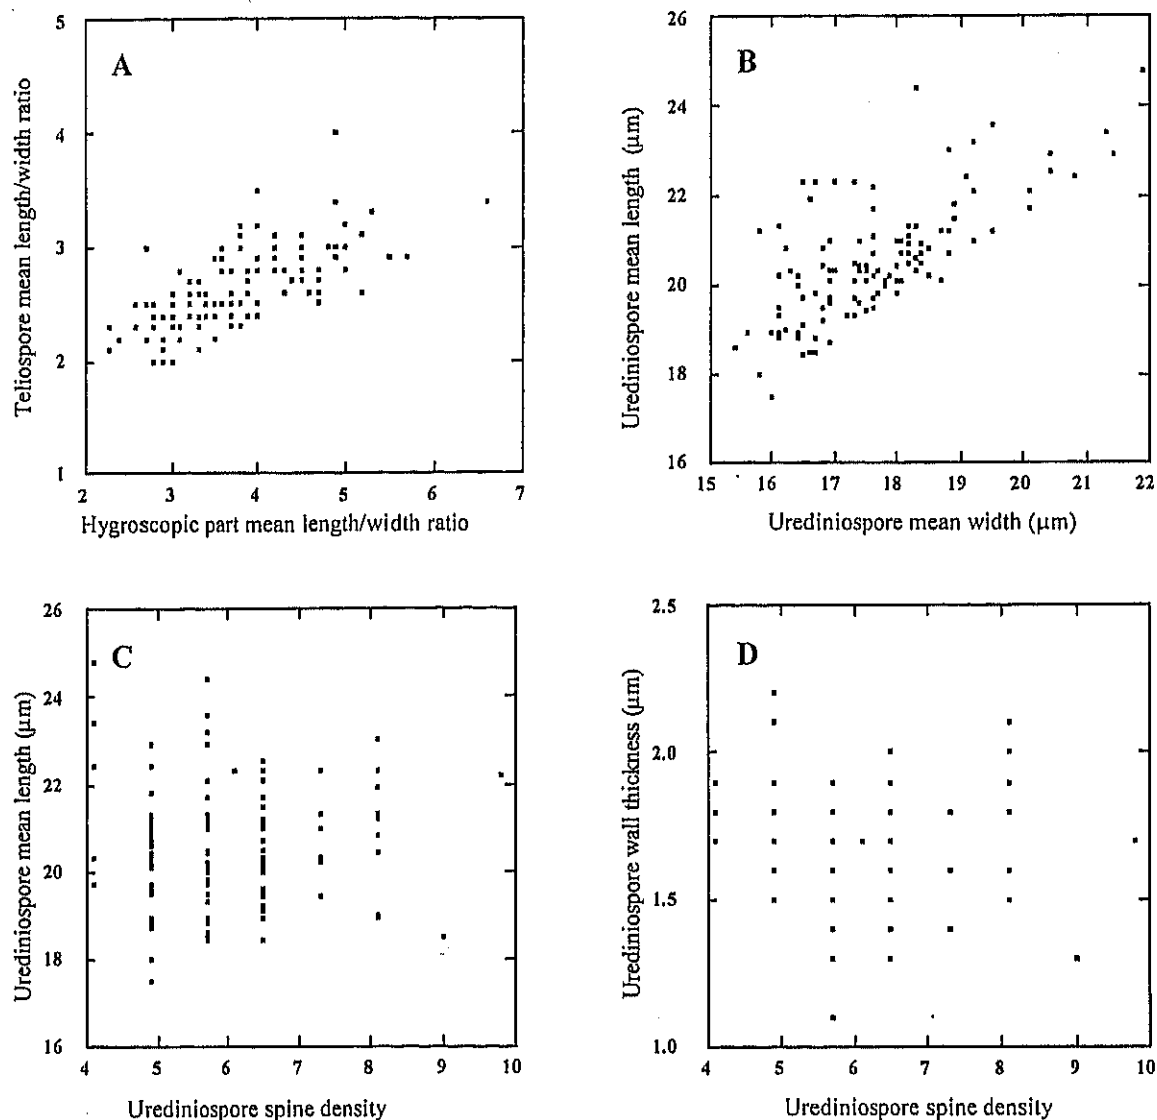 A
Teliospore mean length/width ratio
5
4
3
2
1
2 3 4 5 6 7
Hygroscopic part mean length/width ratio
B
Urediniospore mean length (µm)
26
24
22
20
18
16
15 16 17 18 19 20 21 22
Urediniospore mean width (µm)
C
Urediniospore mean length (µm)
26
24
22
20
18
16
4 5 6 7 8 9 10
Urediniospore spine density
D
Urediniospore wall thickness (µm)
2.5
2.0
1.5
1.0
4 5 6 7 8 9 10
Urediniospore spine density